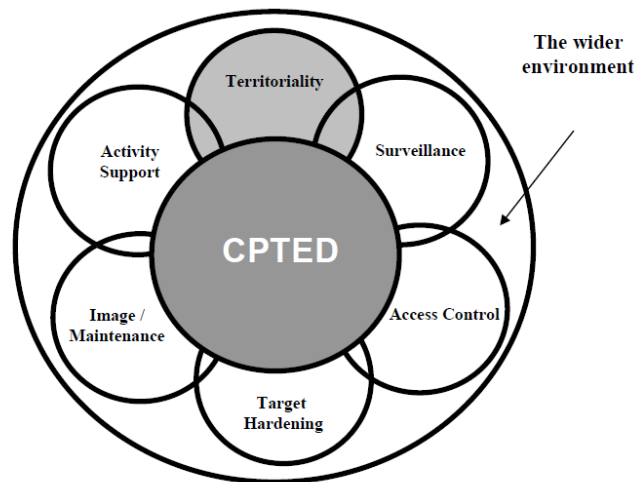 The wider
environment
Territoriality
Activity
Support
Surveillance
CPTED
Image /
Maintenance
Access Control
Target
Hardening